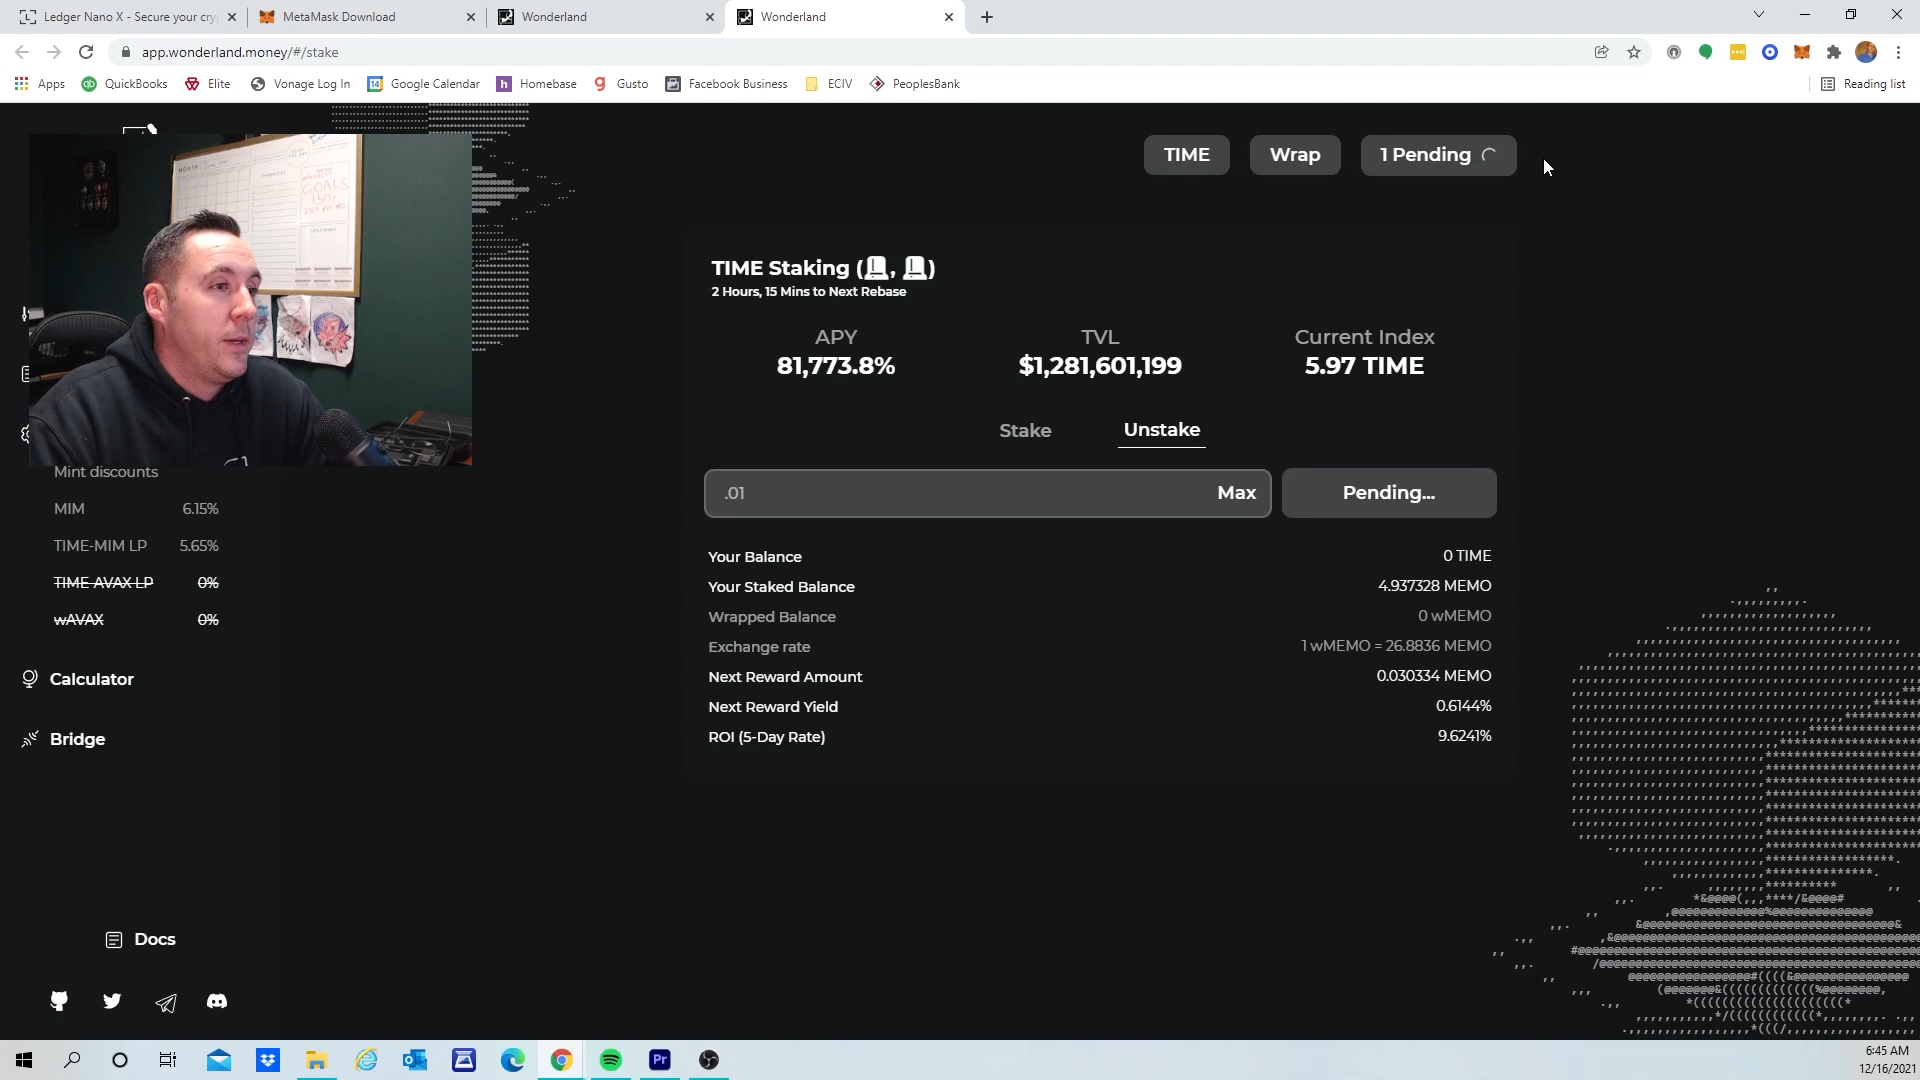 Ledger Nano X - Secure your cry
MetaMask Download
Wonderland
Wonderland
app.wonderland.money/#/stake
Apps
QuickBooks
Elite
Vonage Log In
14
Google Calendar
h
Homebase
g
Gusto
Facebook Business
ECIV
PeoplesBank
Reading list
MONTH
GOALS
TIME
Wrap
1 Pending
TIME Staking (
,
)
2 Hours, 15 Mins to Next Rebase
APY
TVL
Current Index
81,773.8%
$1,281,601,199
5.97 TIME
Stake
Unstake
.01
Max
Pending...
Your Balance
0 TIME
Your Staked Balance
4.937328 MEMO
Wrapped Balance
0 wMEMO
Exchange rate
1 wMEMO = 26.8836 MEMO
Next Reward Amount
0.030334 MEMO
Next Reward Yield
0.6144%
ROI (5-Day Rate)
9.6241%
Mint discounts
MIM
6.15%
TIME-MIM LP
5.65%
TIME AVAX LP
0%
wAVAX
0%
Calculator
Bridge
Docs
Pr
6:45 AM
12/16/2021